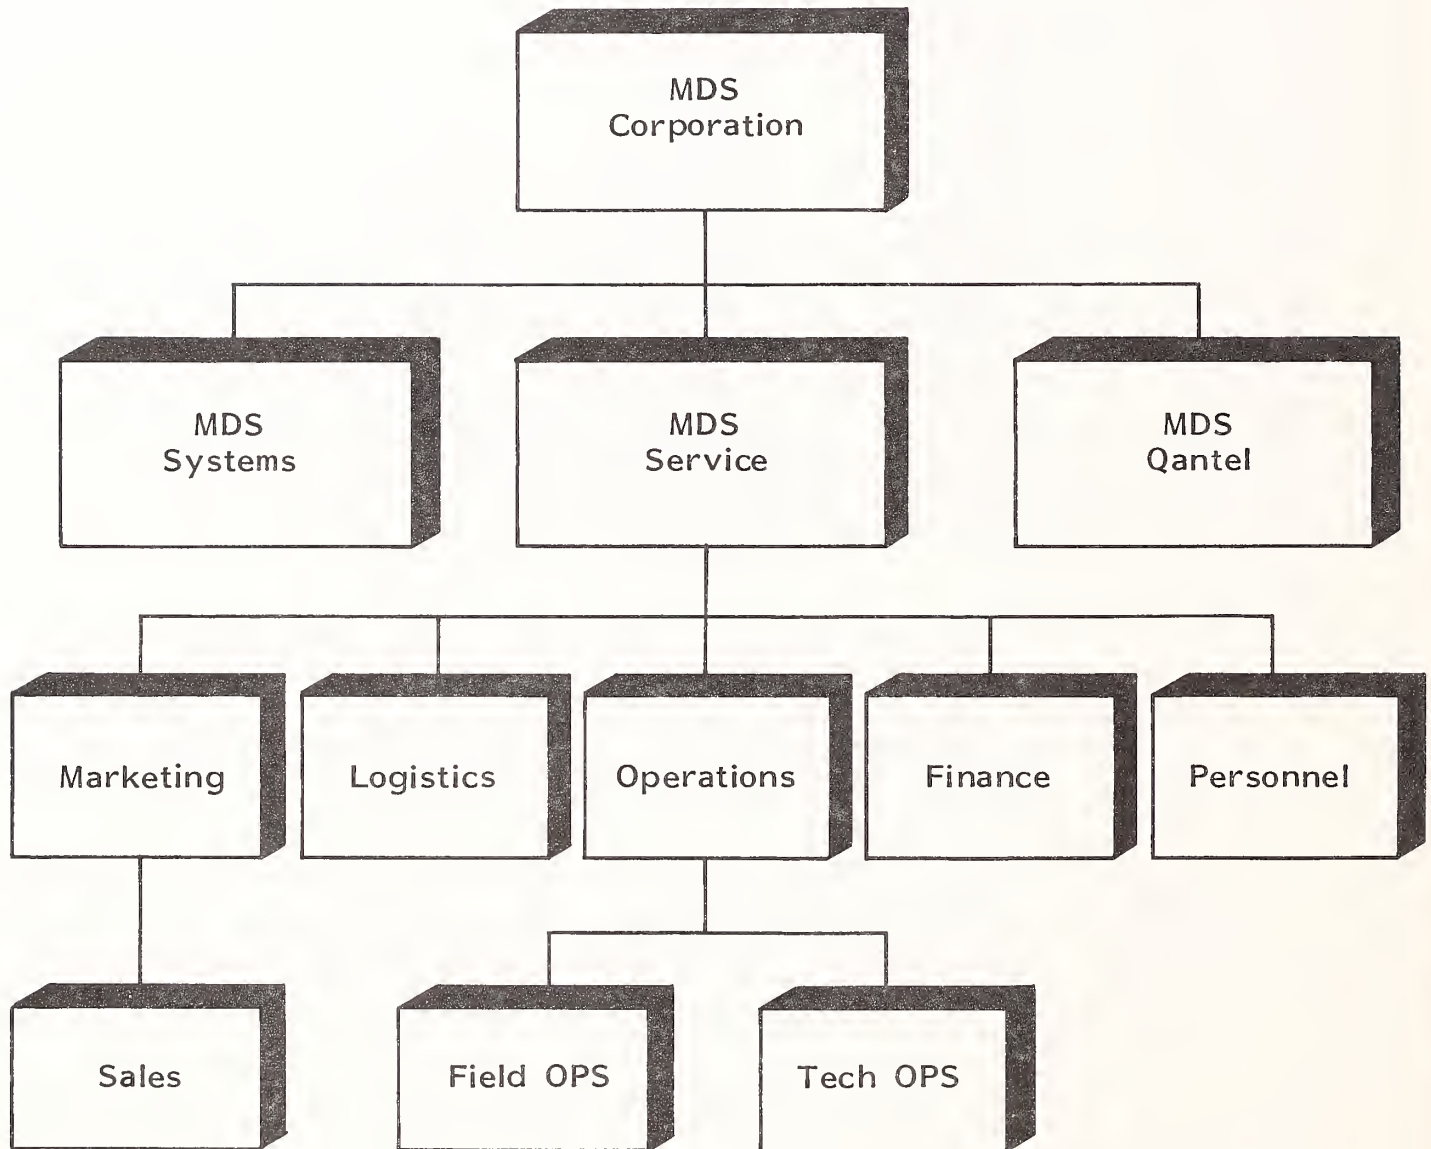 MDS
Corporation
MDS
Systems
MDS
Service
MDS
Qantel
Marketing
Logistics
Operations
Finance
Personnel
Sales
Field OPS
Tech OPS